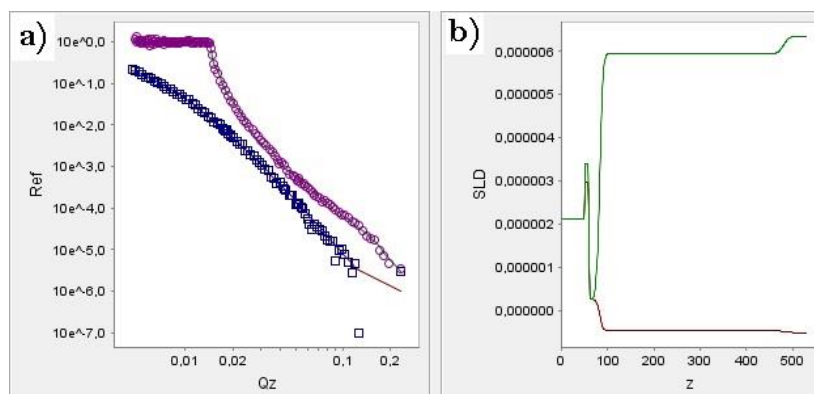 a)
10e^0.0
10e^-1,0
10e^-2,0
10e^-3,0
10e^-4,0
10e^-5,0
10e^-6,0
10e^-7,0
Ref
0,01
0,02
0,1
0,2
Qz
b)
0,000006
0,000005
0,000004
0,000003
0,000002
0,000001
0,000000
SLD
0
100
200
300
400
500
z